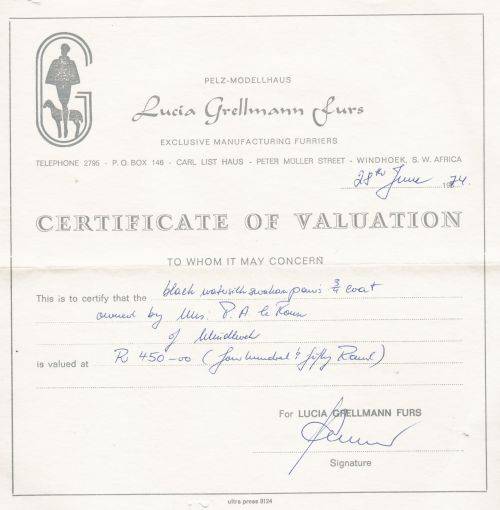 PELZ-MODELLHAUS
Lucia Grellmann Furs
EXCLUSIVE MANUFACTURING FURRIERS
TELEPHONE 2795 - P.O. BOX 146 - CARL LIST HAUS - PETER MÜLLER STREET - WINDHOEK, S. W. AFRICA
28th June 1974.
CERTIFICATE OF VALUATION
TO WHOM IT MAY CONCERN
This is to certify that the black swakara paws 3/4 coat
owned by Mrs. P. A le Roux
of Windhoek
is valued at R 450-00 (four hundred & fifty Rand)
For LUCIA GRELLMANN FURS
Signature
ultra press 9124